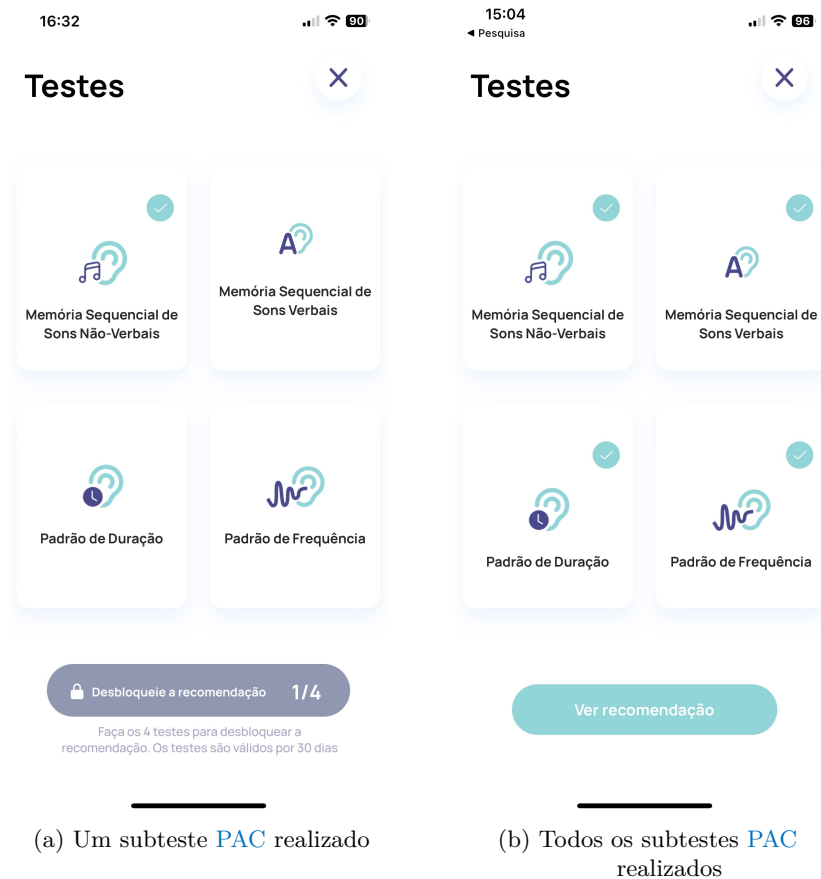 16:32
90
Testes
Memória Sequencial de
Sons Não-Verbais
A
Memória Sequencial de
Sons Verbais
Padrão de Duração
Padrão de Frequência
Desbloqueie a recomendação 1/4
Faça os 4 testes para desbloquear a
recomendação. Os testes são válidos por 30 dias
(a) Um subteste PAC realizado
15:04
Pesquisa
96
Testes
Memória Sequencial de
Sons Não-Verbais
A
Memória Sequencial de
Sons Verbais
Padrão de Duração
Padrão de Frequência
Ver recomendação
(b) Todos os subtestes PAC
realizados